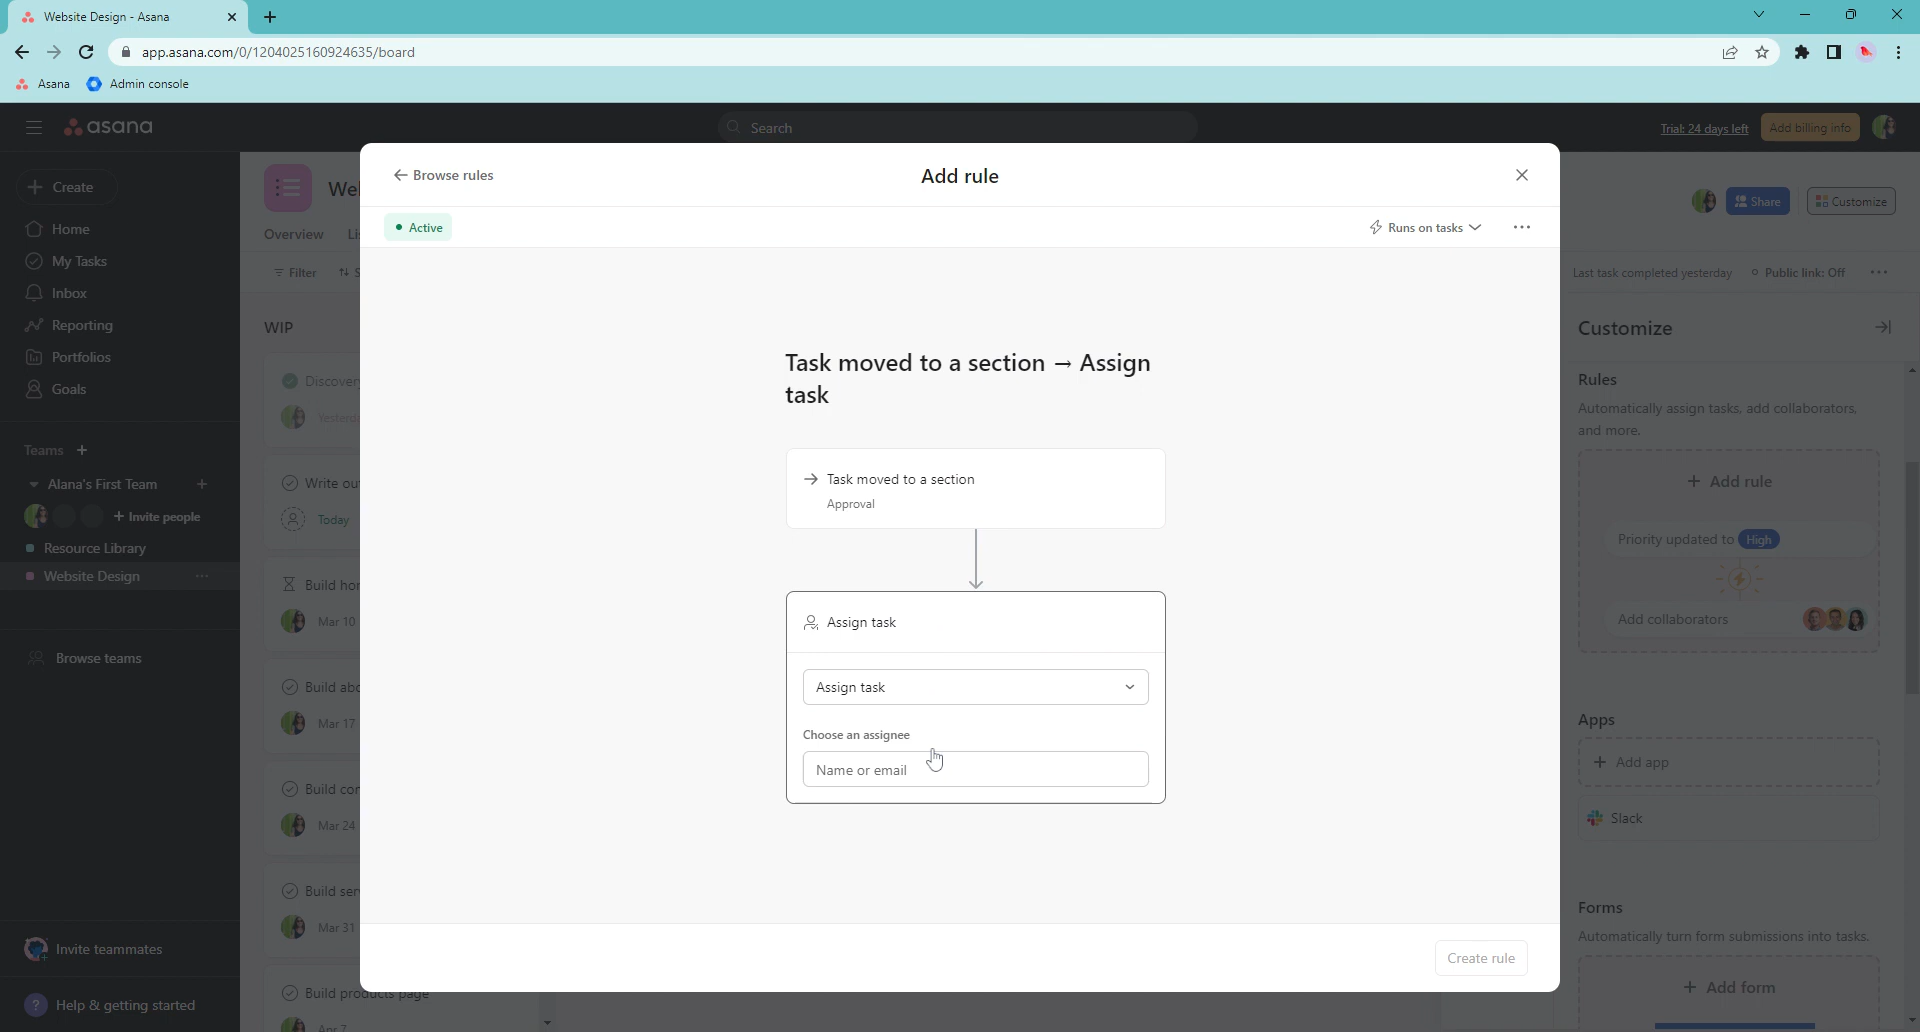 Website Design - Asana
app.asana.com/0/1204025160924635/board
Asana
Admin console
asana
Search
Trial: 24 days left
Add billing info
Create
Home
My Tasks
Inbox
Reporting
Portfolios
Goals
Teams
Alana's First Team
Invite people
Resource Library
Website Design
Browse teams
Invite teammates
? Help & getting started
Share
Customize
Overview
Filter
Last task completed yesterday
Public link: Off
WIP
Today
Mar 10
Mar 17
Mar 24
Mar 31
Build products page
Apr 7
← Browse rules
Add rule
Active
Runs on tasks
Task moved to a section → Assign
task
Task moved to a section
Approval
Assign task
Assign task
Choose an assignee
Name or email
Create rule
Customize
Rules
Automatically assign tasks, add collaborators,
and more.
+ Add rule
Priority updated to High
Add collaborators
Apps
+ Add app
Slack
Forms
Automatically turn form submissions into tasks.
+ Add form